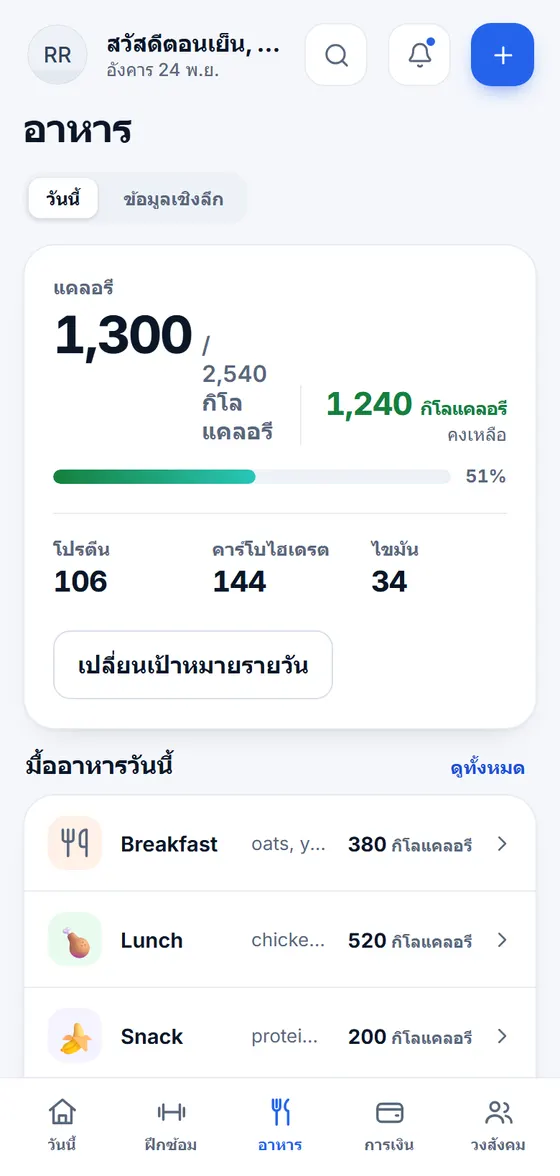 RR
สวัสดีตอนเย็น, ...
อังคาร 24 พ.ย.
อาหาร
วันนี้
ข้อมูลเชิงลึก
แคลอรี
1,300 / 2,540 กิโลแคลอรี
1,240 กิโลแคลอรี
คงเหลือ
51%
โปรตีน คาร์โบไฮเดรต ไขมัน
106 144 34
เปลี่ยนเป้าหมายรายวัน
มื้ออาหารวันนี้ ดูทั้งหมด
Breakfast oats, y... 380 กิโลแคลอรี
Lunch chicke... 520 กิโลแคลอรี
Snack protei... 200 กิโลแคลอรี
วันนี้ ฝึกซ้อม อาหาร การเงิน วงสังคม